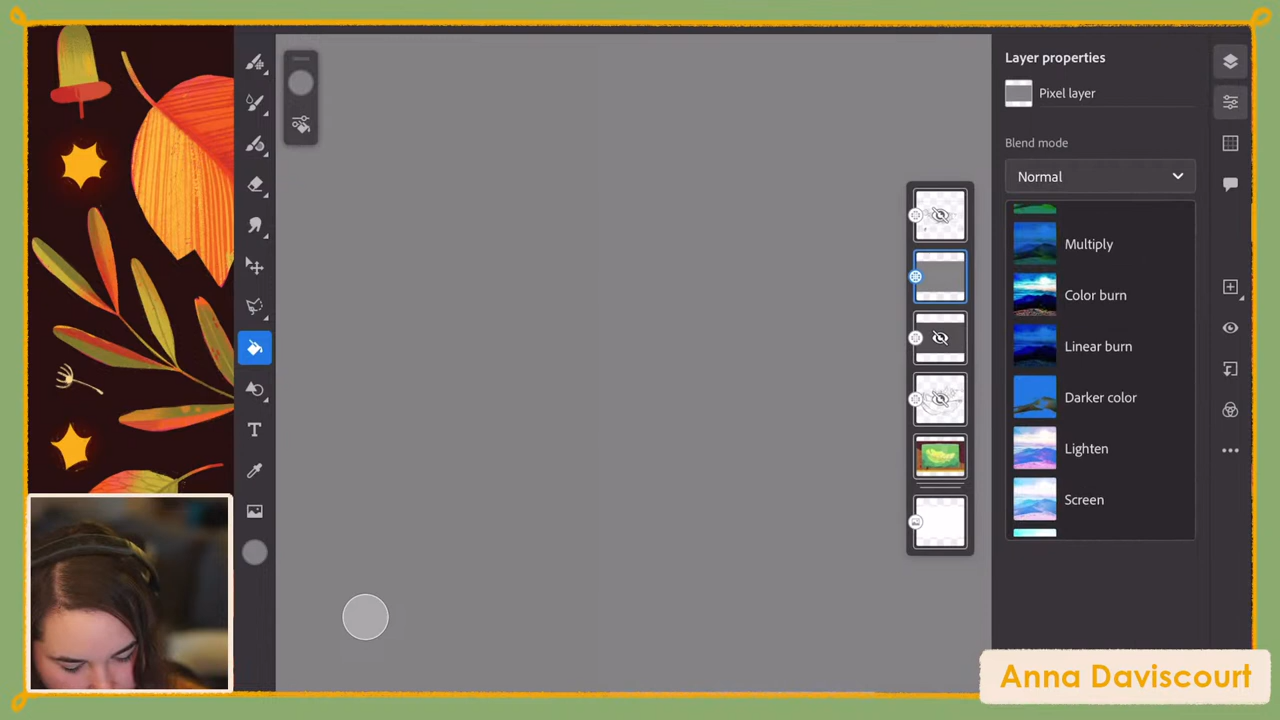 Layer properties
Pixel layer
Blend mode
Normal
Multiply
Color burn
Linear burn
Darker color
Lighten
Screen
Anna Daviscourt